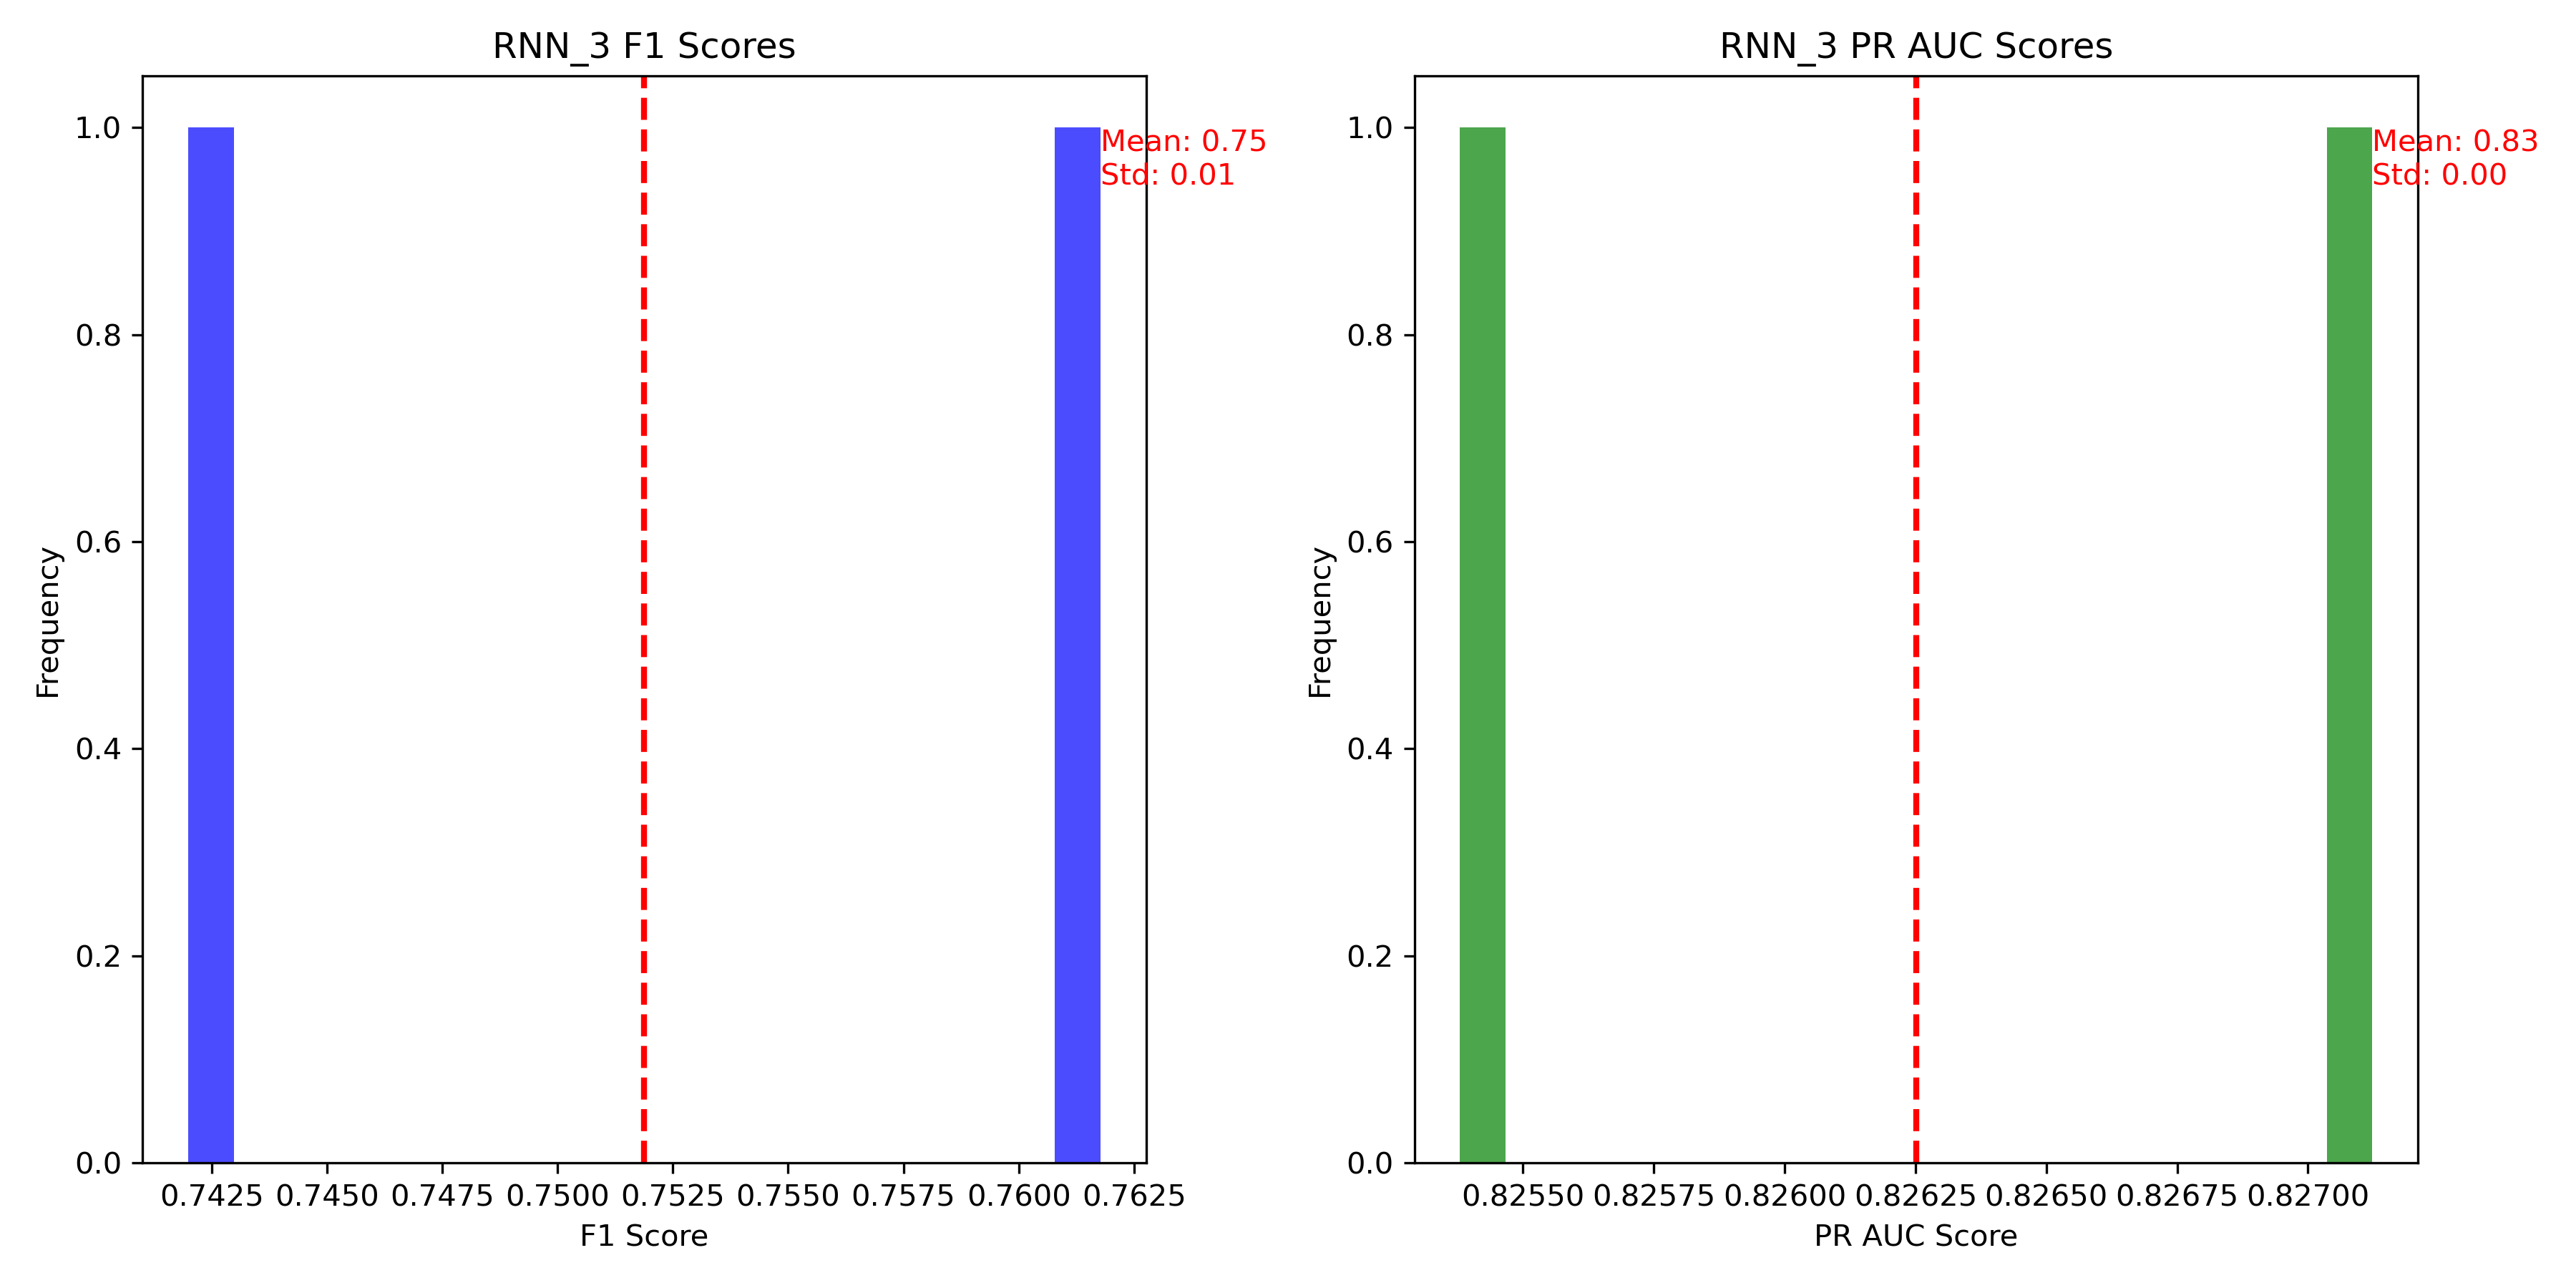 RNN_3 F1 Scores
1.0
0.8
0.6
0.4
0.2
0.0
Frequency
Mean: 0.75
Std: 0.01
0.7425 0.7450 0.7475 0.7500 0.7525 0.7550 0.7575 0.7600 0.7625
F1 Score
RNN_3 PR AUC Scores
1.0
0.8
0.6
0.4
0.2
0.0
Frequency
Mean: 0.83
Std: 0.00
0.82550 0.82575 0.82600 0.82625 0.82650 0.82675 0.82700
PR AUC Score